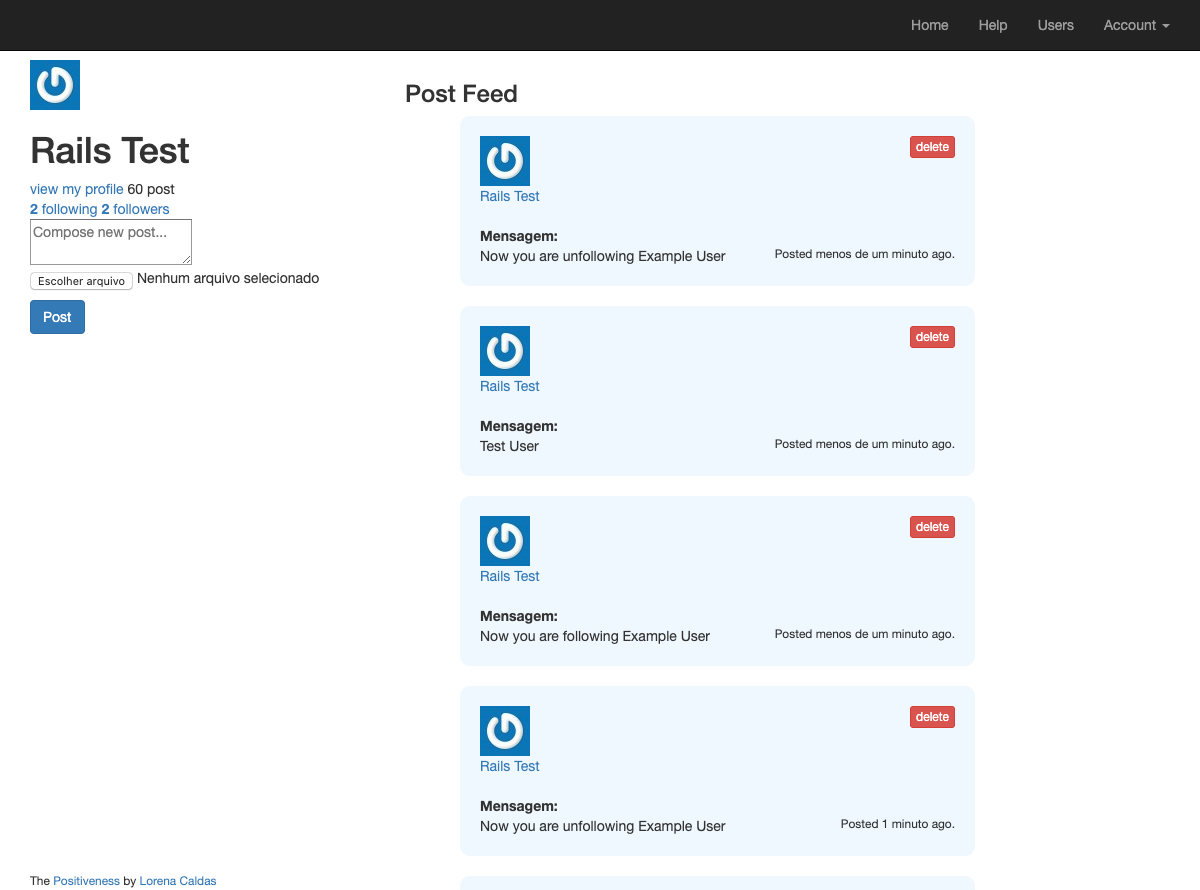 Home Help Users Account
Rails Test
view my profile 60 post
2 following 2 followers
Compose new post...
Escolher arquivo Nenhum arquivo selecionado
Post
Post Feed
delete
Rails Test
Mensagem:
Now you are unfollowing Example User
Posted menos de um minuto ago.
delete
Rails Test
Mensagem:
Test User
Posted menos de um minuto ago.
delete
Rails Test
Mensagem:
Now you are following Example User
Posted menos de um minuto ago.
delete
Rails Test
Mensagem:
Now you are unfollowing Example User
Posted 1 minuto ago.
The Positiveness by Lorena Caldas